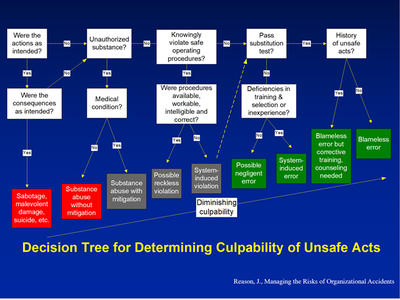 Were the
actions as
intended?
No
Unauthorized
substance?
No
Knowingly
violate safe
operating
procedures?
No
Pass
substitution
test?
Yes
History
of unsafe
acts?
Yes
No
Yes
Yes
No
Yes
No
Were the
consequences
as intended?
Medical
condition?
Were procedures
available,
workable,
intelligible and
correct?
Deficiencies in
training &
selection or
inexperience?
Yes
No
Yes
Yes
No
No
Yes
Sabotage,
malevolent
damage,
suicide, etc.
Substance
abuse
without
mitigation
Substance
abuse with
mitigation
Possible
reckless
violation
System-
induced
violation
Possible
negligent
error
System-
induced
error
Blameless
error but
corrective
training,
counseling
needed
Blameless
error
Diminishing
culpability
Decision Tree for Determining Culpability of Unsafe Acts
Reason, J., Managing the Risks of Organizational Accidents